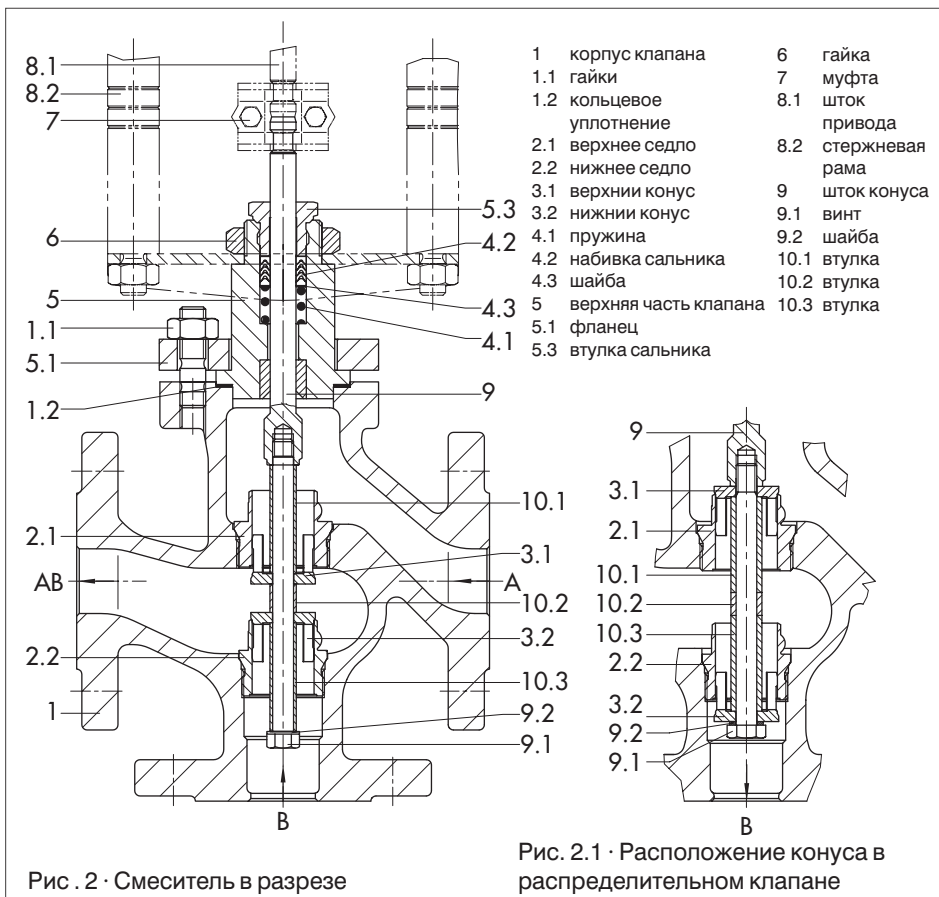 8.1
8.2
7
6
5
1.1
5.1
1.2
5.3
4.2
4.3
4.1
9
10.1
2.1
3.1
AB
A
10.2
3.2
2.2
10.3
1
9.2
9.1
B
Рис . 2 · Смеситель в разрезе
1 корпус клапана
1.1 гайки
1.2 кольцевое
уплотнение
2.1 верхнее седло
2.2 нижнее седло
3.1 верхнии конус
3.2 нижнии конус
4.1 пружина
4.2 набивка сальника
4.3 шайба
5 верхняя часть клапана
5.1 фланец
5.3 втулка сальника
6 гайка
7 муфта
8.1 шток
привода
8.2 стержневая
рама
9 шток конуса
9.1 винт
9.2 шайба
10.1 втулка
10.2 втулка
10.3 втулка
9
3.1
2.1
10.1
10.2
10.3
2.2
3.2
9.2
9.1
B
Рис. 2.1 · Расположение конуса в
распределительном клапане